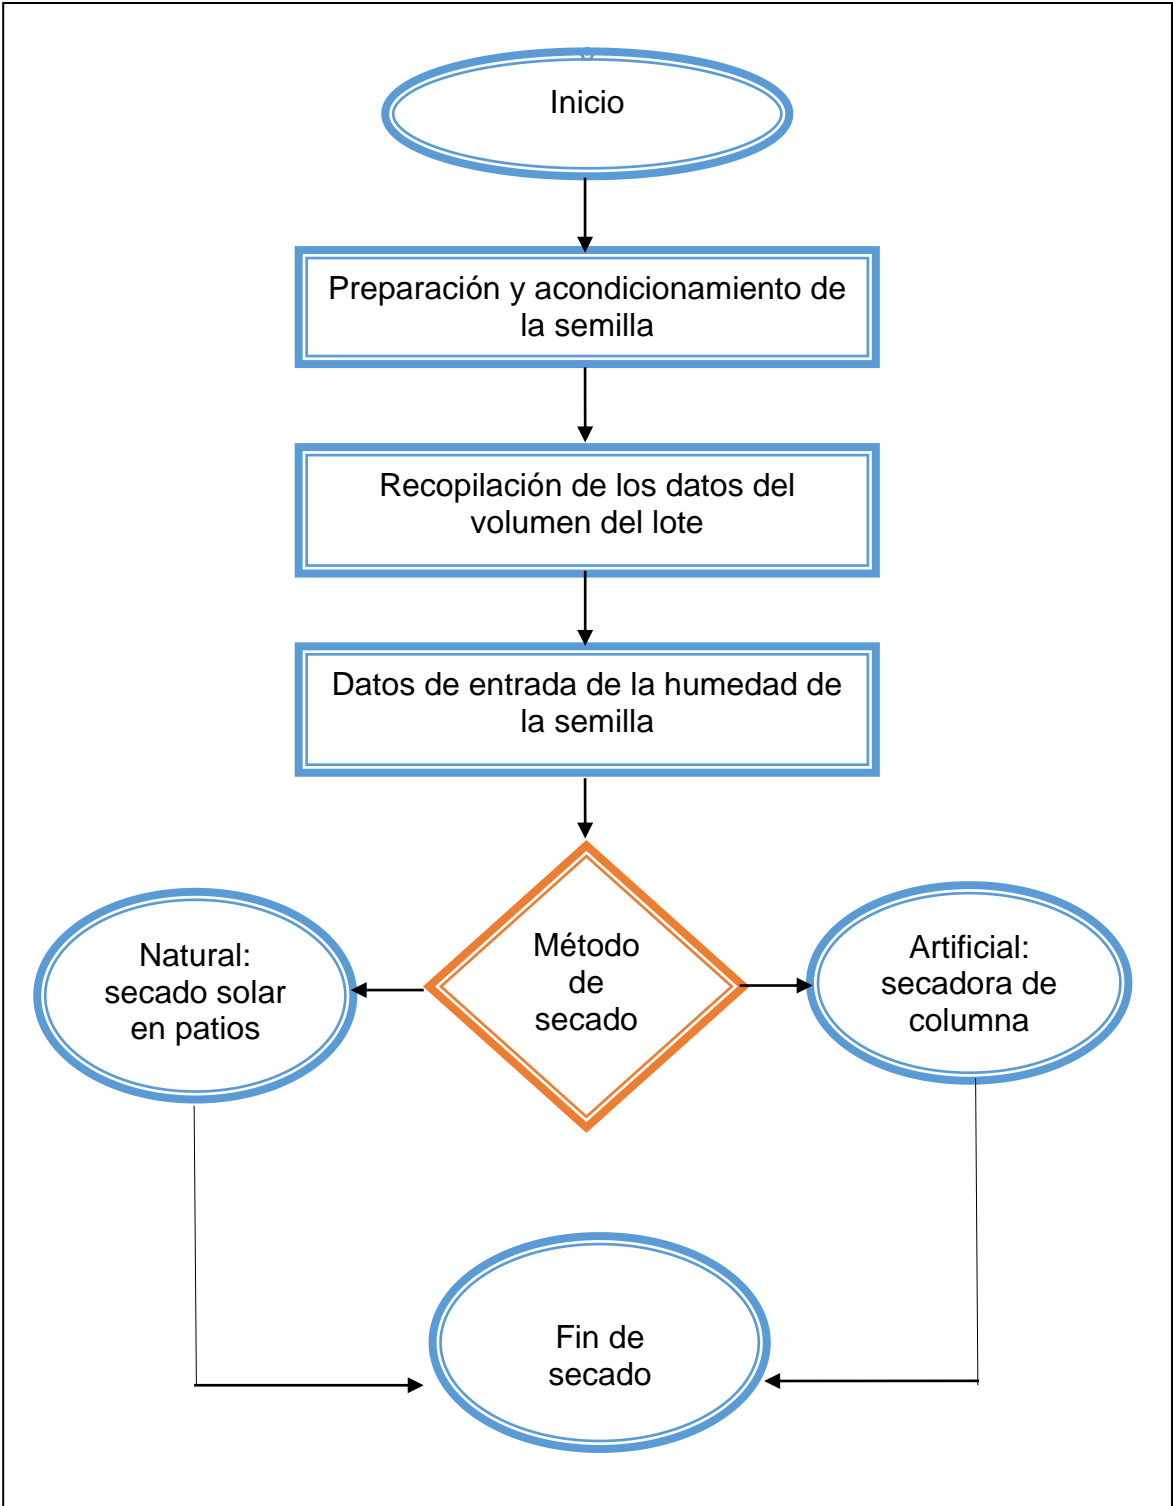 Inicio
Preparación y acondicionamiento de
la semilla
Recopilación de los datos del
volumen del lote
Datos de entrada de la humedad de
la semilla
Natural:
secado solar
en patios
Método
de
secado
Artificial:
secadora de
columna
Fin de
secado